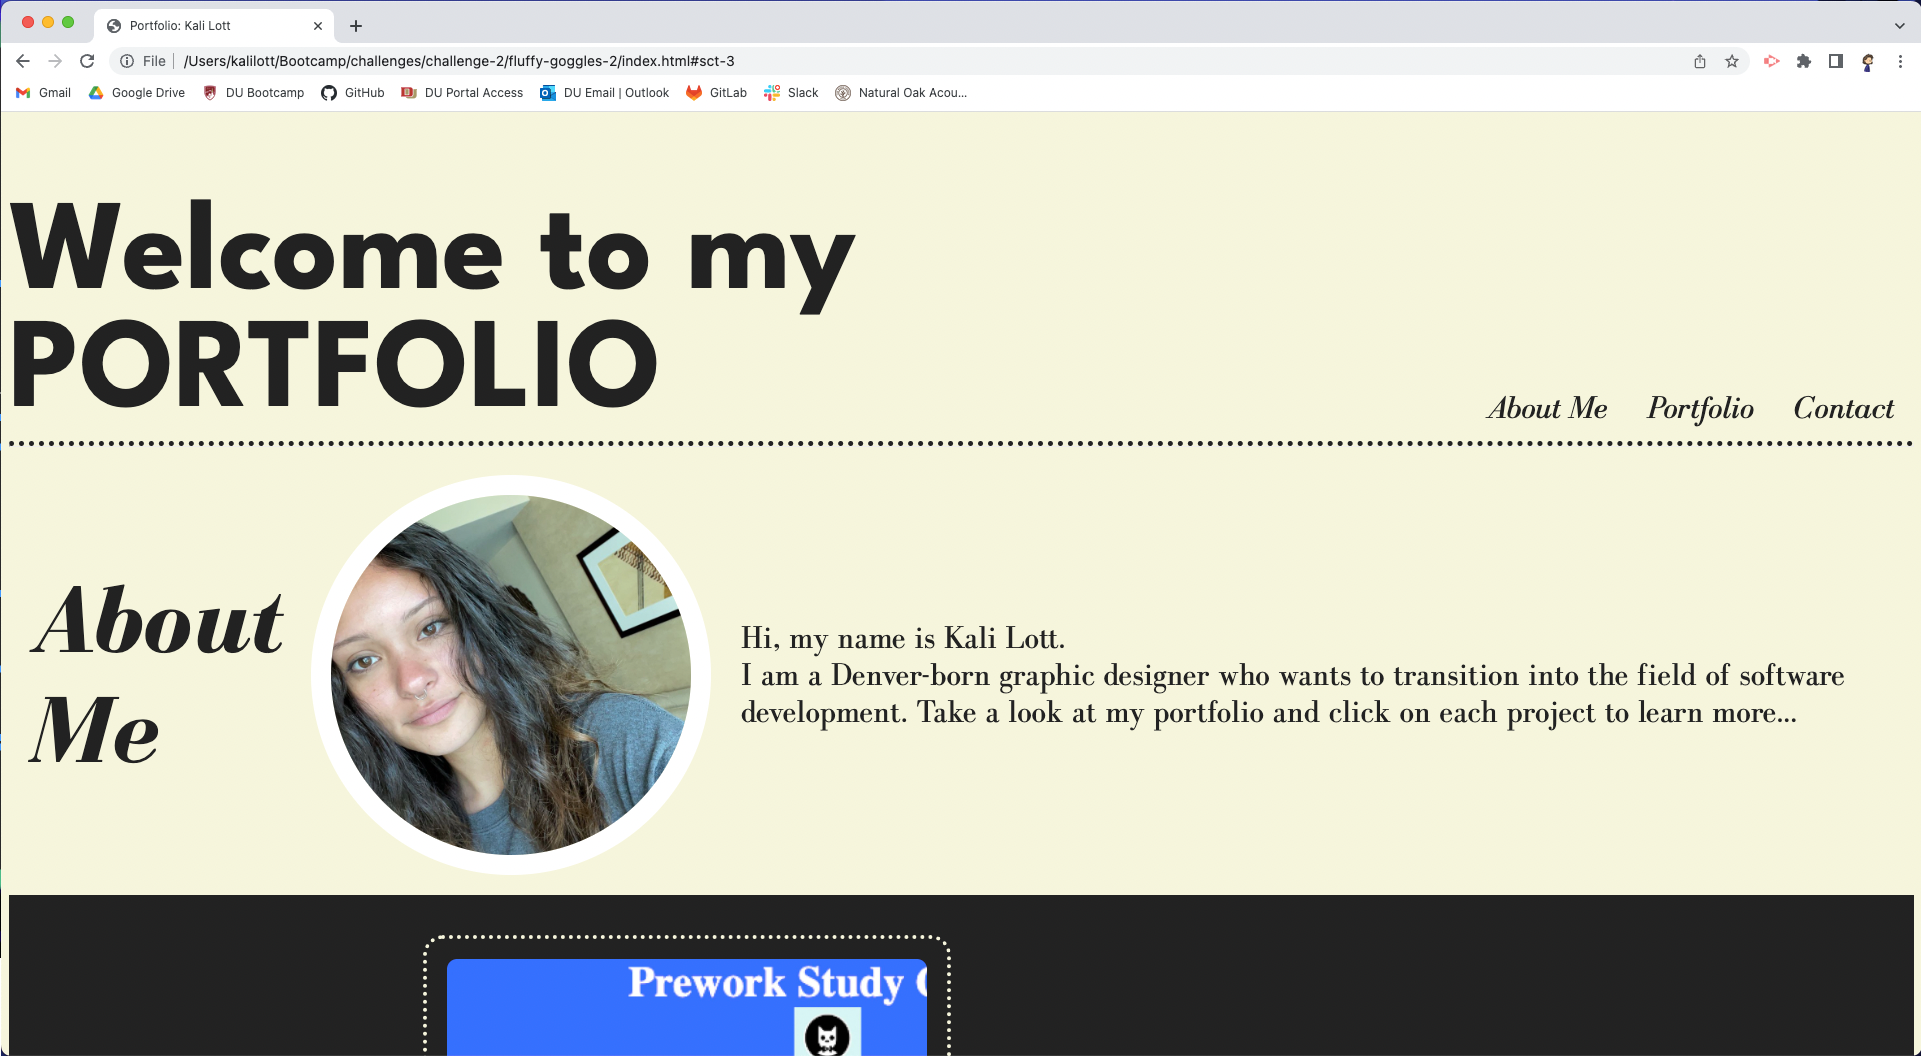 Portfolio: Kali Lott
File
/Users/kalilott/Bootcamp/challenges/challenge-2/fluffy-goggles-2/index.html#sct-3
Gmail
Google Drive
DU Bootcamp
GitHub
DU Portal Access
DU Email | Outlook
GitLab
Slack
Natural Oak Acou...
Welcome to my
PORTFOLIO
About Me
Portfolio
Contact
About
Me
Hi, my name is Kali Lott.
I am a Denver-born graphic designer who wants to transition into the field of software
development. Take a look at my portfolio and click on each project to learn more...
Prework Study